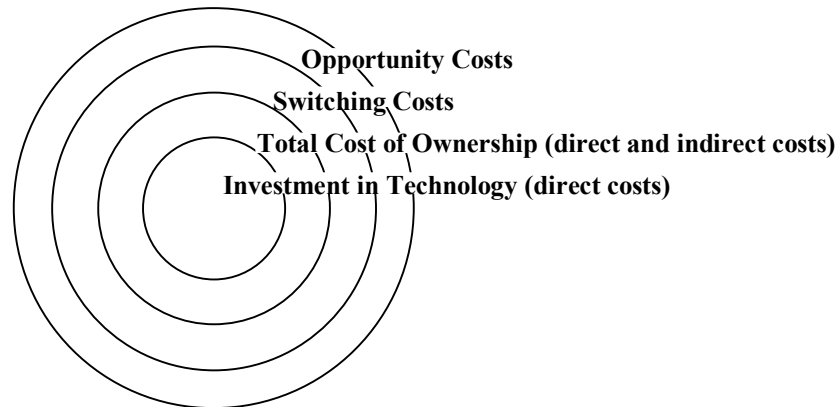 Opportunity Costs
Switching Costs
Total Cost of Ownership (direct and indirect costs)
Investment in Technology (direct costs)